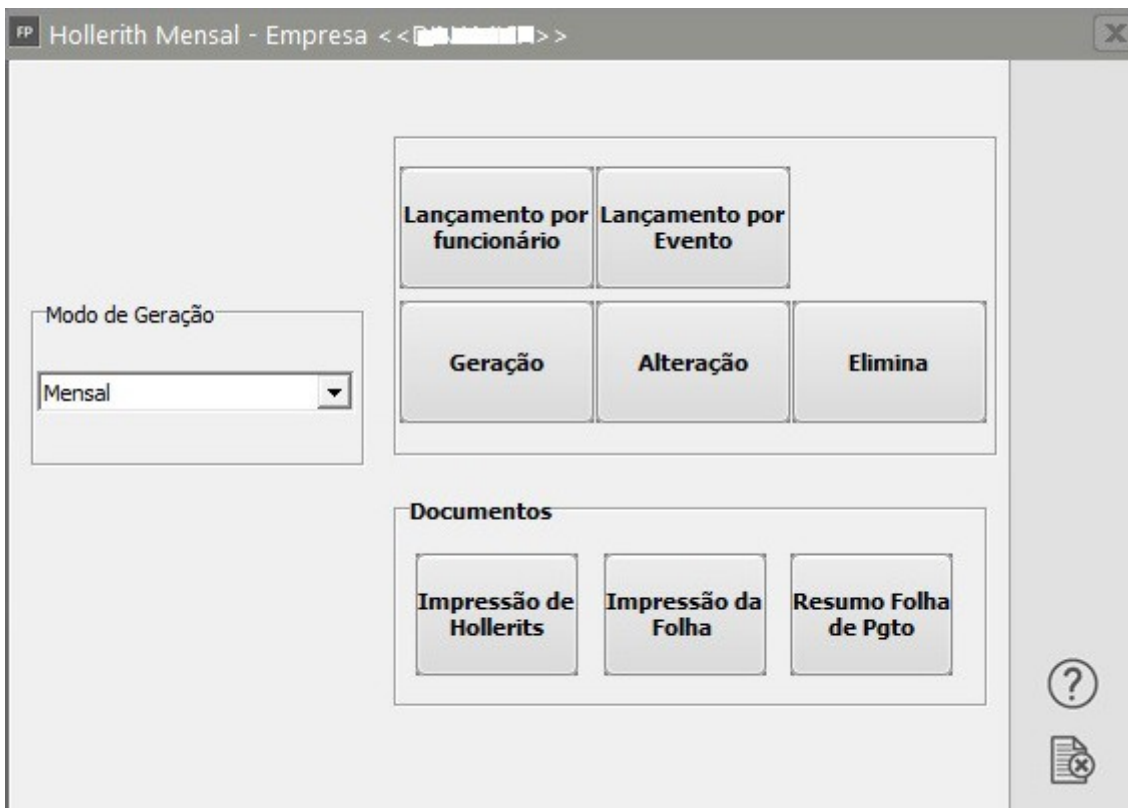 FP Hollerith Mensal - Empresa << >>
Lançamento por
funcionário
Lançamento por
Evento
Modo de Geração
Mensal
Geração
Alteração
Elimina
Documentos
Impressão de
Hollerits
Impressão da
Folha
Resumo Folha
de Pgto
?